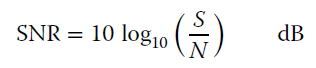 SNR = 10 log₁₀ (S/N) dB